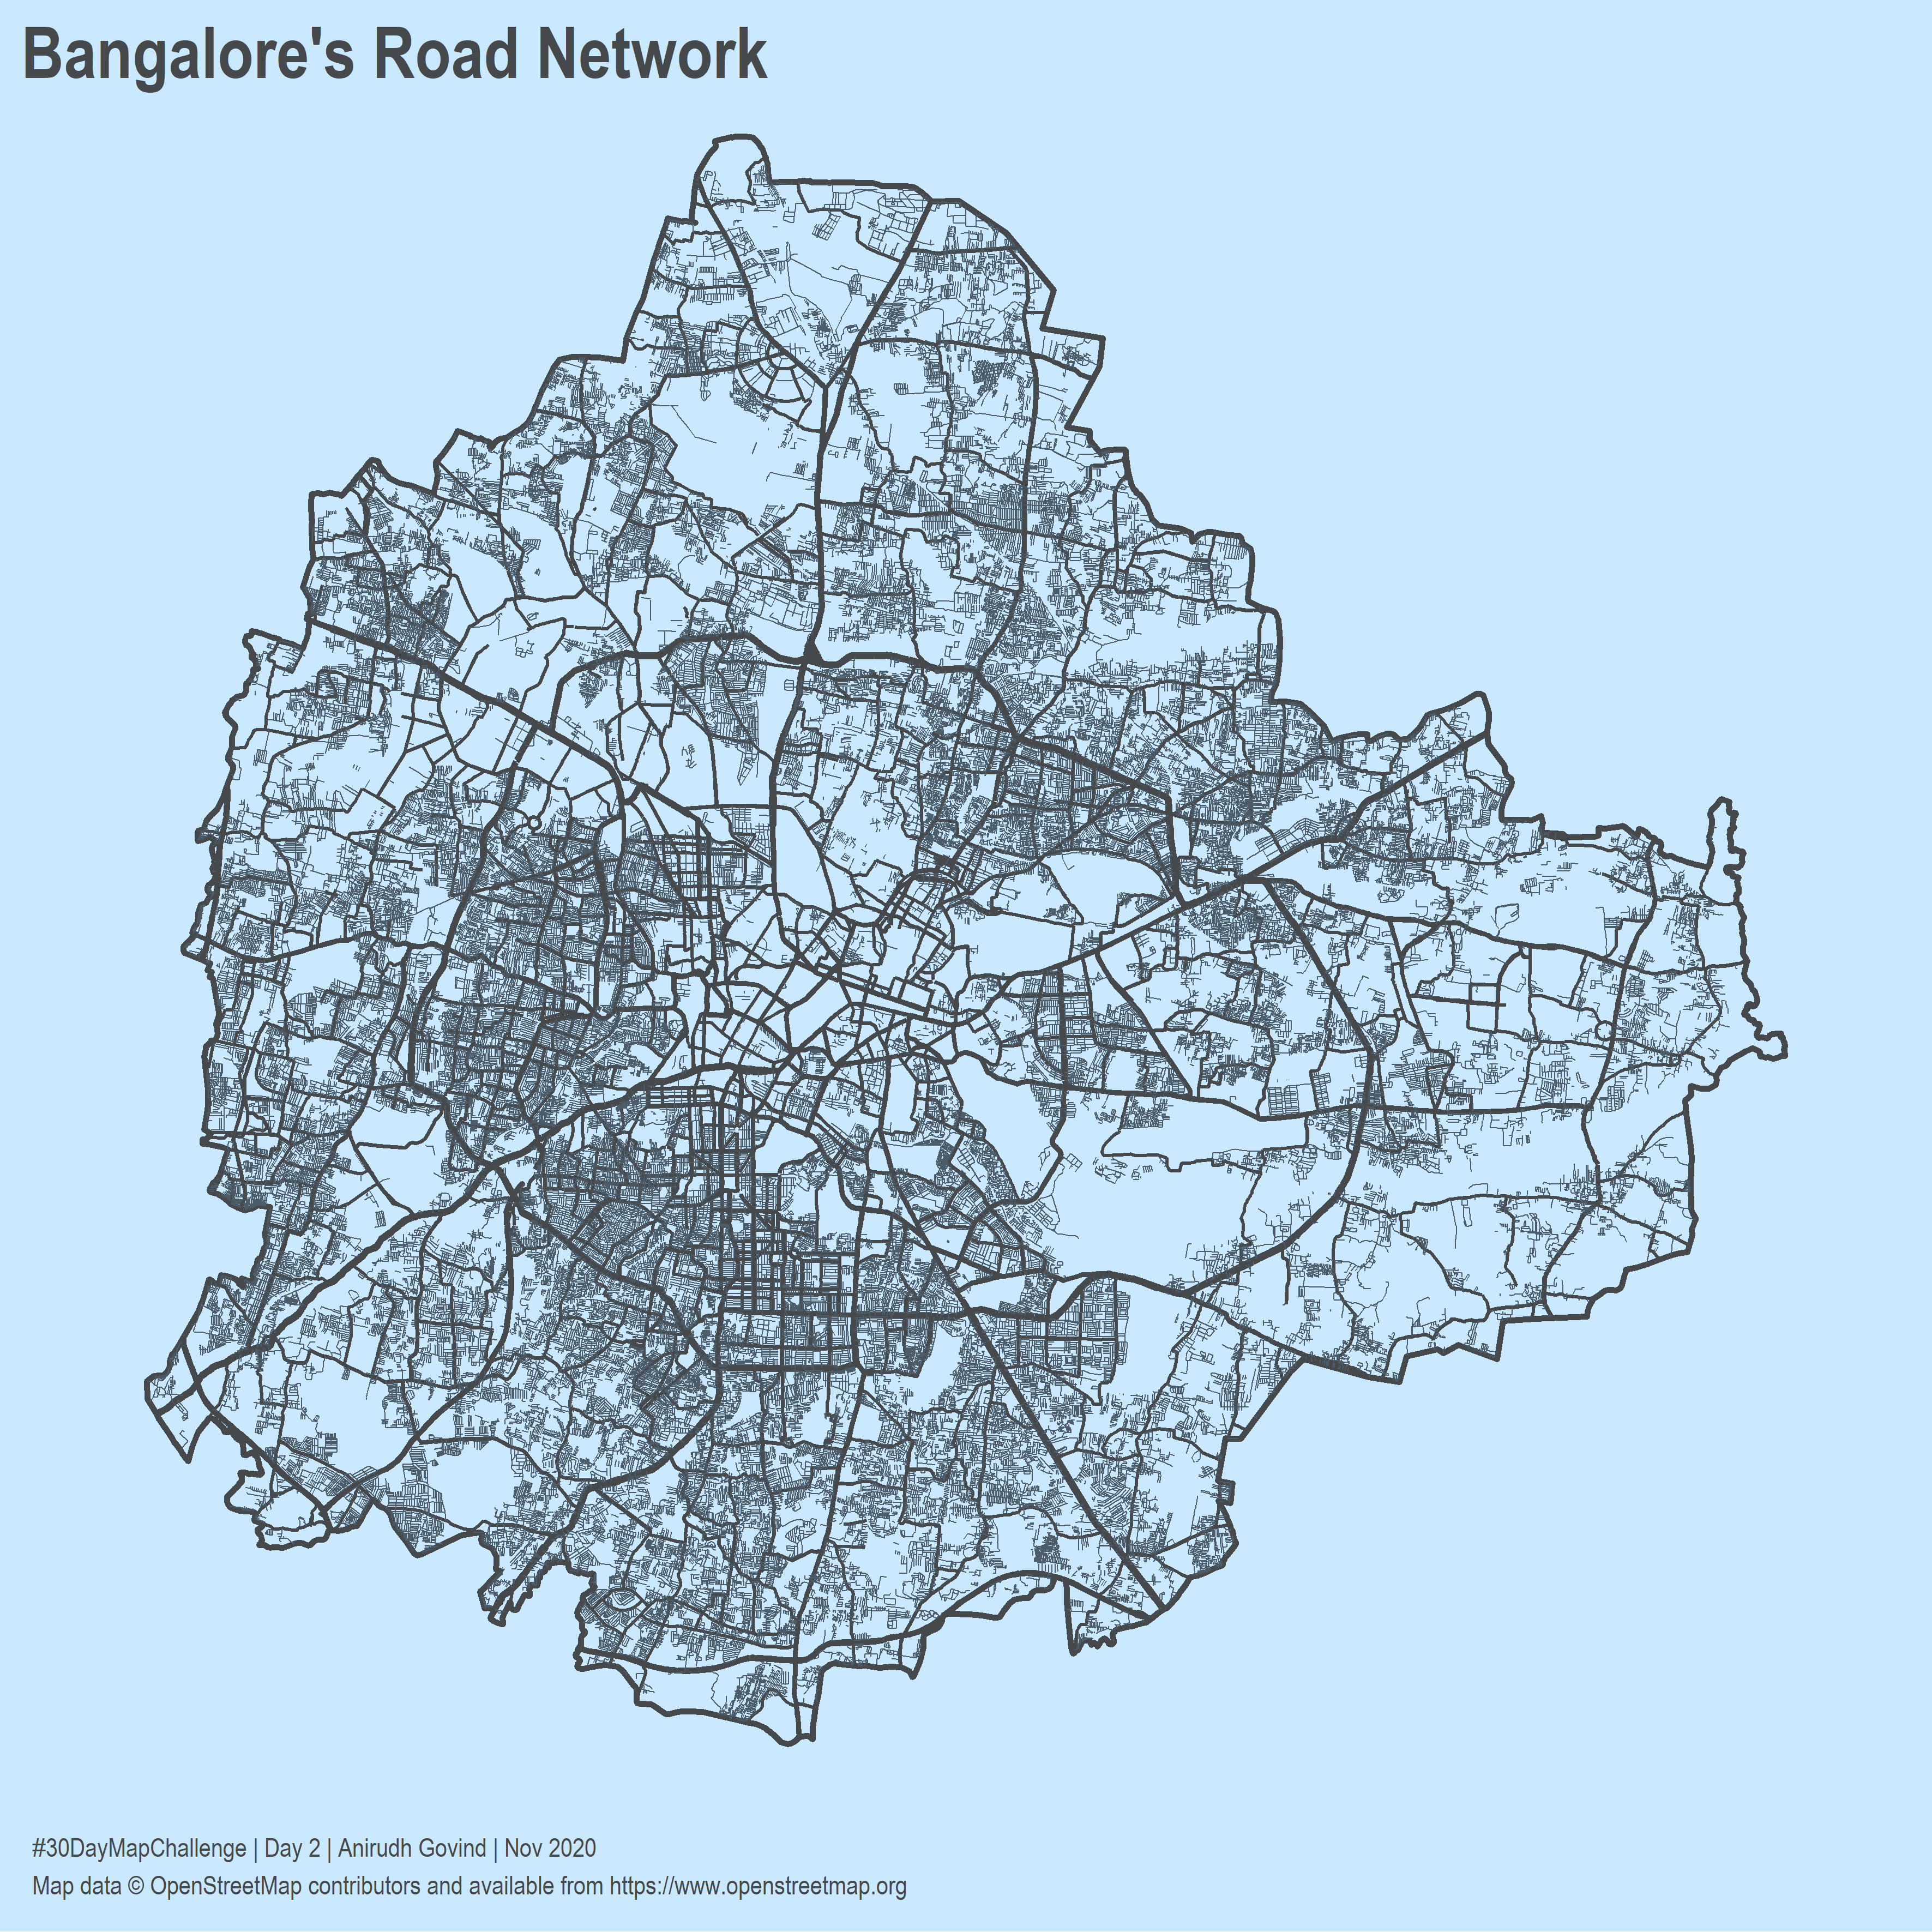 Bangalore's Road Network
#30DayMapChallenge | Day 2 | Anirudh Govind | Nov 2020
Map data © OpenStreetMap contributors and available from https://www.openstreetmap.org